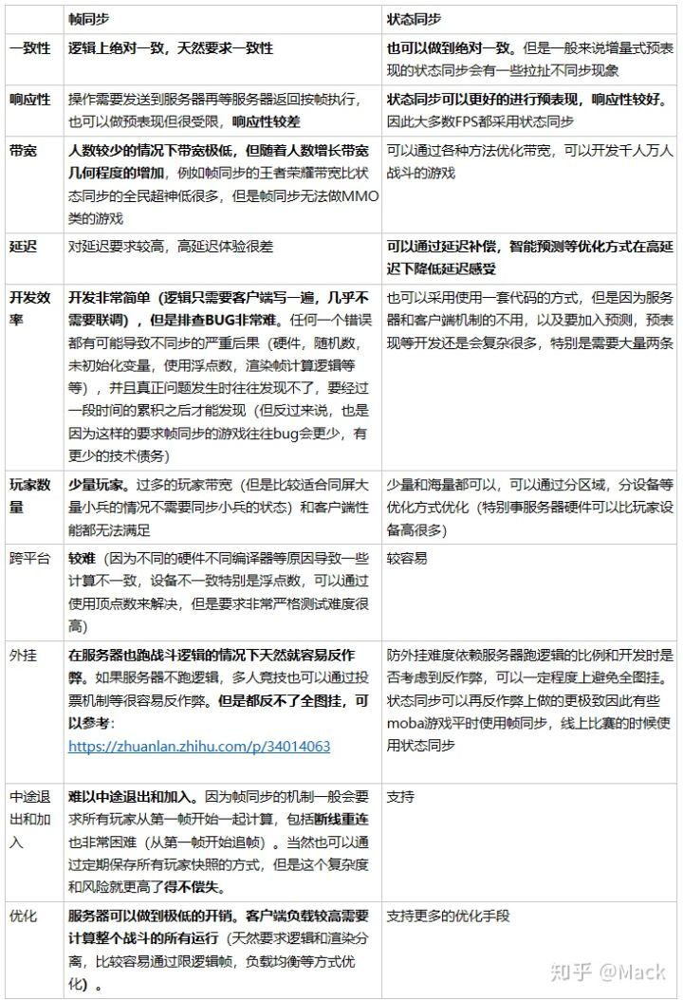 帧同步
状态同步
一致性
逻辑上绝对一致，天然要求一致性
也可以做到绝对一致。但是一般来说增量式预表
现的状态同步会有一些拉扯不同步现象
响应性
操作需要发送到服务器再等服务器返回按帧执行，
也可以做预表现但很受限，响应性较差
状态同步可以更好的进行预表现，响应性较好。
因此大多数FPS都采用状态同步
带宽
人数较少的情况下带宽极低，但随着人数增长带宽
几何程度的增加，例如帧同步的王者荣耀带宽比状
态同步的全民超神低很多，但是帧同步无法做MMO
类的游戏
可以通过各种方法优化带宽，可以开发千人万人
战斗的游戏
延迟
对延迟要求较高，高延迟体验很差
可以通过延迟补偿，智能预测等优化方式在高延
迟下降低延迟感受
开发效
率
开发非常简单（逻辑只需要客户端写一遍，几乎不
需要联调），但是排查BUG非常难。任何一个错误
都有可能导致不同步的严重后果（硬件，随机数，
未初始化变量，使用浮点数，渲染帧计算逻辑等
等），并且真正问题发生时往往发现不了，要经过
一段时间的累积之后才能发现（但反过来说，也是
因为这样的要求帧同步的游戏往往bug会更少，有
更少的技术债务）
也可以采用使用一套代码的方式，但是因为服务
器和客户端机制的不用，以及要加入预测，预表
现等开发还是会复杂很多，特别是需要大量两条
玩家数
量
少量玩家。过多的玩家带宽（但是比较适合同屏大
量小兵的情况不需要同步小兵的状态）和客户端性
能都无法满足
少量和海量都可以，可以通过分区域，分设备等
优化方式优化（特别事服务器硬件可以比玩家设
备高很多）
跨平台
较难（因为不同的硬件不同编译器等原因导致一些
计算不一致，设备不一致特别是浮点数，可以通过
使用顶点数来解决，但是要求非常严格测试难度很
高）
较容易
外挂
在服务器也跑战斗逻辑的情况下天然就容易反作
弊。如果服务器不跑逻辑，多人竞技也可以通过投
票机制等很容易反作弊。但是都反不了全图挂，可
以参考：
https://zhuanlan.zhihu.com/p/34014063
防外挂难度依赖服务器跑逻辑的比例和开发时是
否考虑到反作弊，可以一定程度上避免全图挂。
状态同步可以再反作弊上做的更极致因此有些
moba游戏平时使用帧同步，线上比赛的时候使
用状态同步
中途退
出和加
入
难以中途退出和加入。因为帧同步的机制一般会要
求所有玩家从第一帧开始一起计算，包括断线重连
也非常困难（从第一帧开始追帧）。当然也可以通
过定期保存所有玩家快照的方式，但是这个复杂度
和风险就更高了得不偿失。
支持
优化
服务器可以做到极低的开销。客户端负载较高需要
计算整个战斗的所有运行（天然要求逻辑和渲染分
离，比较容易通过限逻辑帧，负载均衡等方式优
化）。
支持更多的优化手段
知乎 @Mack